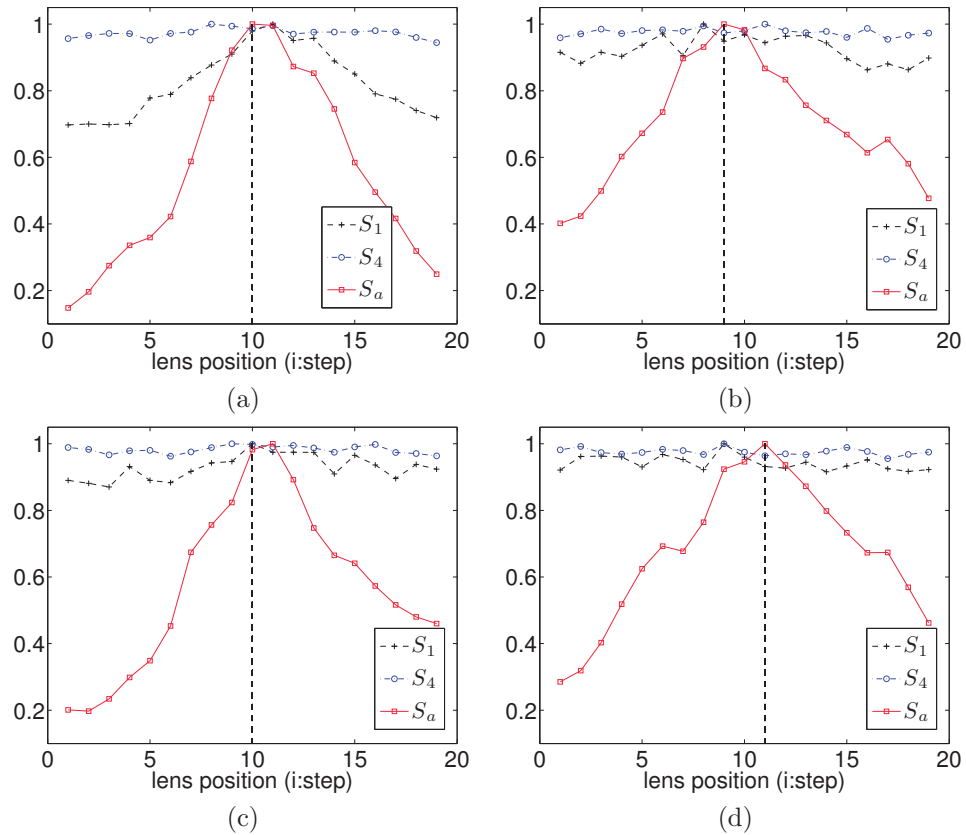 1
0.8
0.6
0.4
0.2
0 5 10 15 20
lens position (i:step)
S₁
S₄
Sₐ
(a)
1
0.8
0.6
0.4
0.2
0 5 10 15 20
lens position (i:step)
S₁
S₄
Sₐ
(b)
1
0.8
0.6
0.4
0.2
0 5 10 15 20
lens position (i:step)
S₁
S₄
Sₐ
(c)
1
0.8
0.6
0.4
0.2
0 5 10 15 20
lens position (i:step)
S₁
S₄
Sₐ
(d)